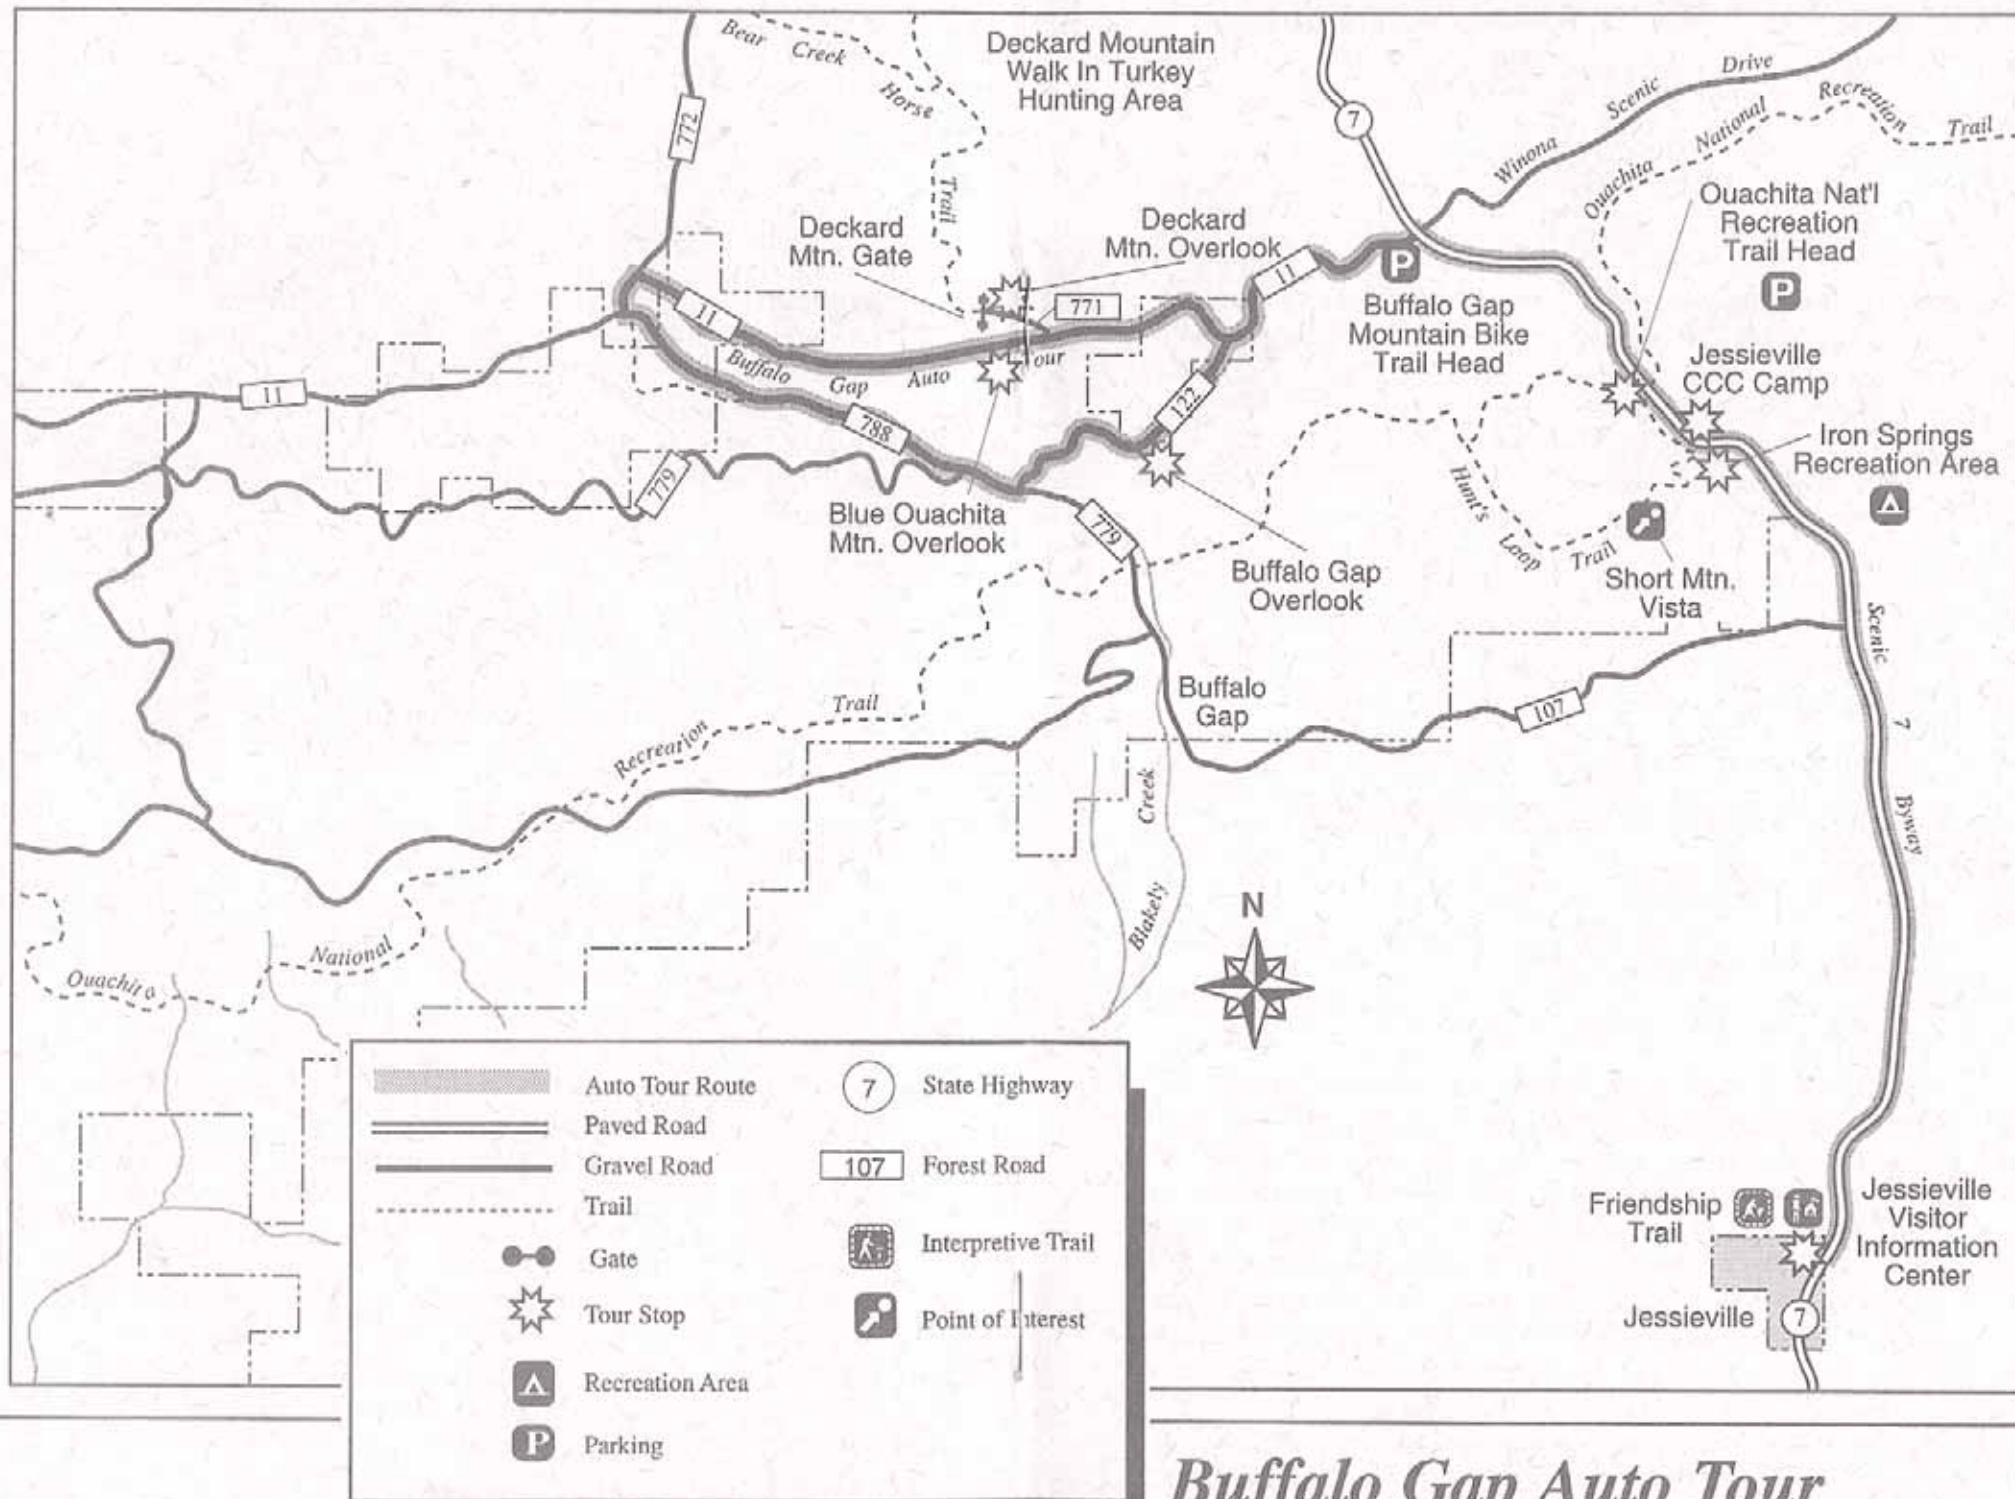 Bear Creek
Horse
Trail
Deckard Mountain
Walk In Turkey
Hunting Area
7
Winona Scenic Drive
Ouachita National Recreation Trail
772
Deckard
Mtn. Gate
Deckard
Mtn. Overlook
11
P
Buffalo Gap
Mountain Bike
Trail Head
Ouachita Nat'l
Recreation
Trail Head
P
11
771
Buffalo Gap Auto our
Jessieville
CCC Camp
11
122
788
Iron Springs
Recreation Area
779
Hunt's
Loop
Trail
Blue Ouachita
Mtn. Overlook
779
Buffalo Gap
Overlook
Short Mtn.
Vista
Scenic
7
Byway
Buffalo
Gap
107
Recreation Trail
Creek
Blakely
N
National
Ouachita
Auto Tour Route
Paved Road
Gravel Road
Trail
Gate
Tour Stop
Recreation Area
P
Parking
7
State Highway
107
Forest Road
Interpretive Trail
Point of Interest
Friendship
Trail
Jessieville
Visitor
Information
Center
Jessieville
7
Buffalo Gap Auto Tour